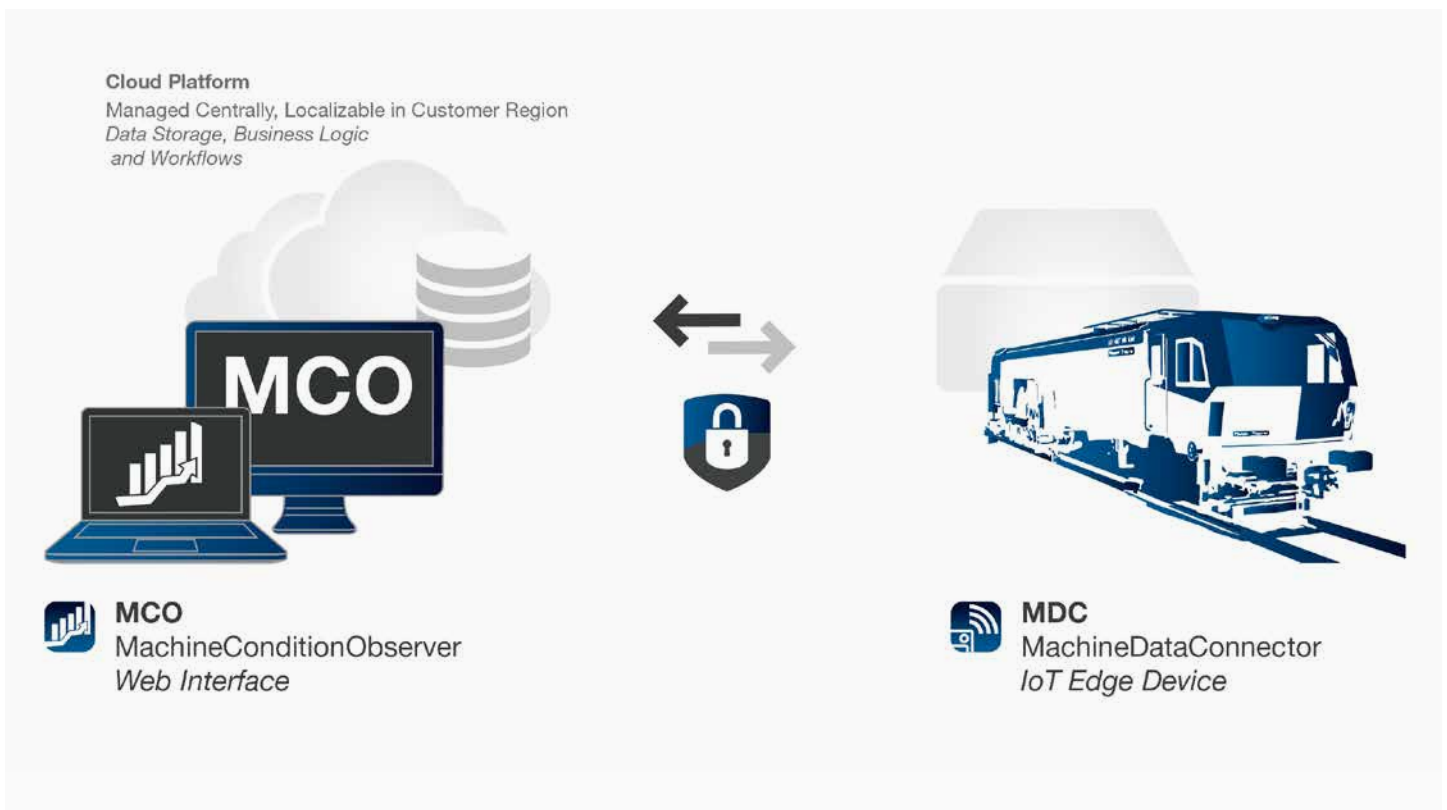 Cloud Platform
Managed Centrally, Localizable in Customer Region
Data Storage, Business Logic
and Workflows
MCO
MCO
MachineConditionObserver
Web Interface
MDC
MachineDataConnector
IoT Edge Device